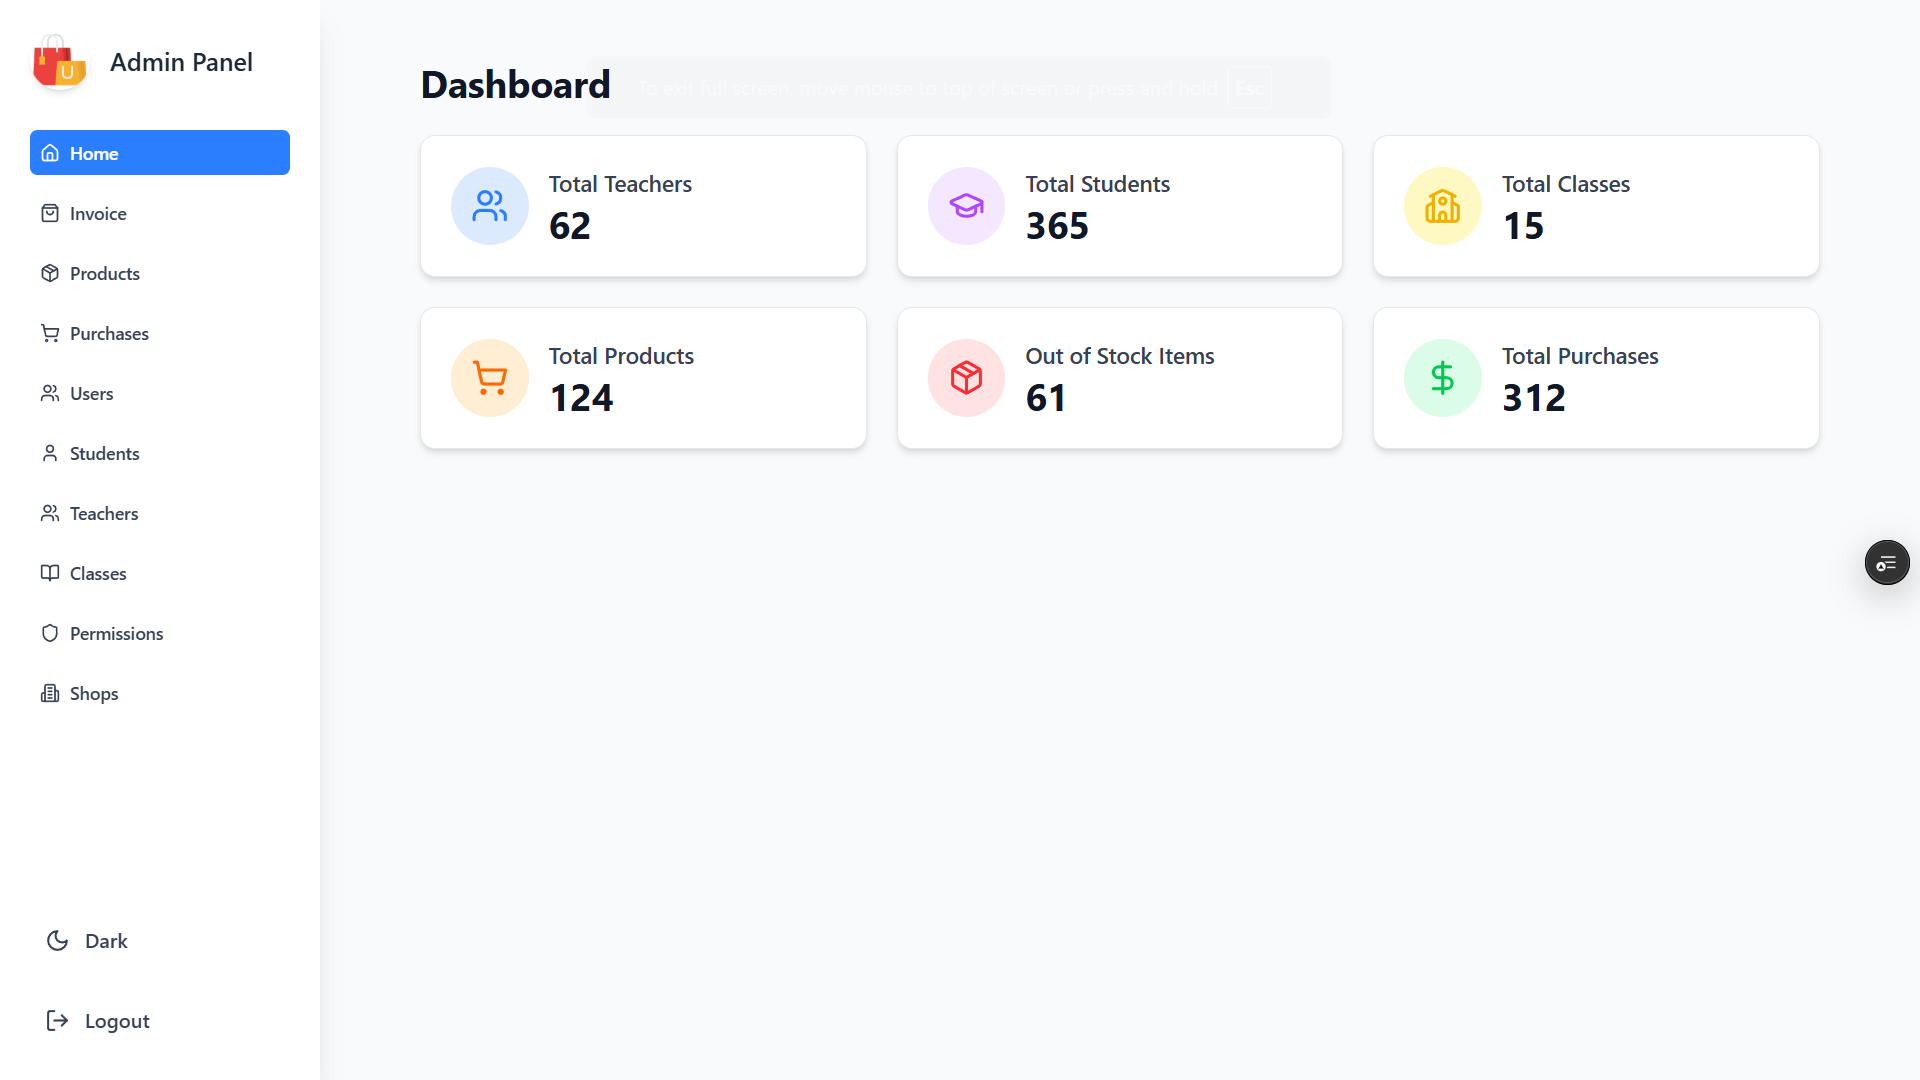 Admin Panel
Home
Invoice
Products
Purchases
Users
Students
Teachers
Classes
Permissions
Shops
Dark
Logout
Dashboard
To exit full screen, move mouse to top of screen or press and hold Esc
Total Teachers
62
Total Students
365
Total Classes
15
Total Products
124
Out of Stock Items
61
Total Purchases
312